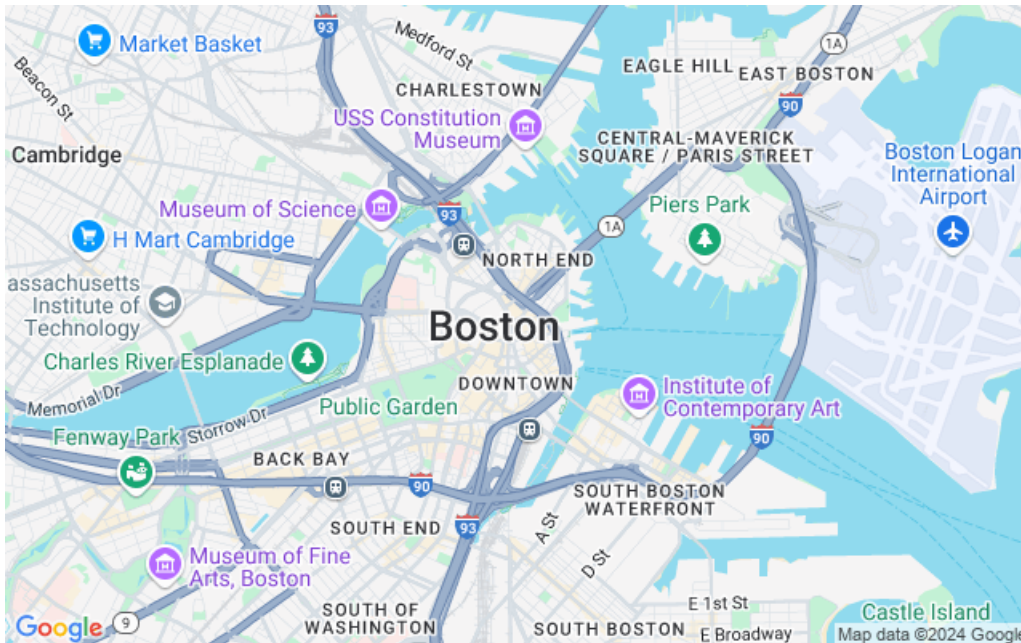 93
Medford St
1A
Market Basket
EAGLE HILL
EAST BOSTON
Beacon St
CHARLESTOWN
90
USS Constitution
Museum
CENTRAL-MAVERICK
SQUARE / PARIS STREET
Cambridge
Boston Logan
International
Airport
Museum of Science
93
Piers Park
1A
H Mart Cambridge
NORTH END
assachusetts
Institute of
Technology
Boston
Charles River Esplanade
DOWNTOWN
Institute of
Contemporary Art
Memorial Dr
Public Garden
Storrow Dr
Fenway Park
90
BACK BAY
90
SOUTH BOSTON
WATERFRONT
SOUTH END
93
A St
D St
Museum of Fine
Arts, Boston
SOUTH OF
WASHINGTON
E 1st St
Castle Island
Google
9
SOUTH BOSTON
E Broadway
Map data ©2024 Google